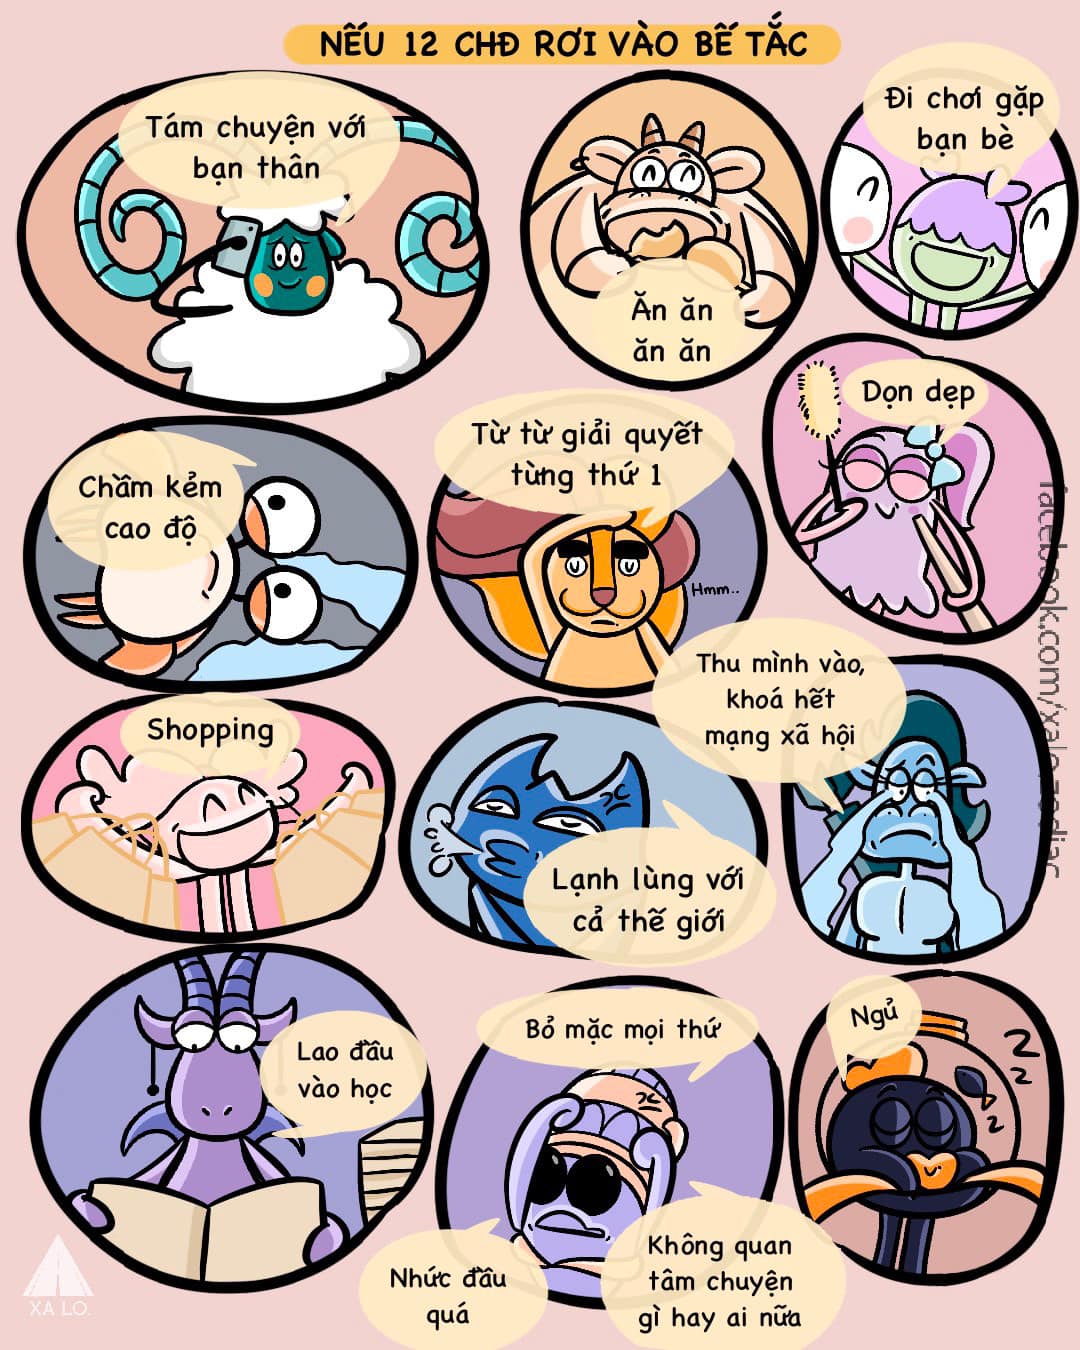 NẾU 12 CHĐ RƠI VÀO BẾ TẮC
Tám chuyện với
bạn thân
Ăn ăn
ăn ăn
Đi chơi gặp
bạn bè
Chầm kẻm
cao độ
Từ từ giải quyết
từng thứ 1
Hmm..
Dọn dẹp
Shopping
Lạnh lùng với
cả thế giới
Thu mình vào,
khoá hết
mạng xã hội
Lao đầu
vào học
Bỏ mặc mọi thứ
Nhức đầu
quá
Không quan
tâm chuyện
gì hay ai nữa
Ngủ
Z
Z
Z
facebook.com/xalo.zodiac
XA LO.